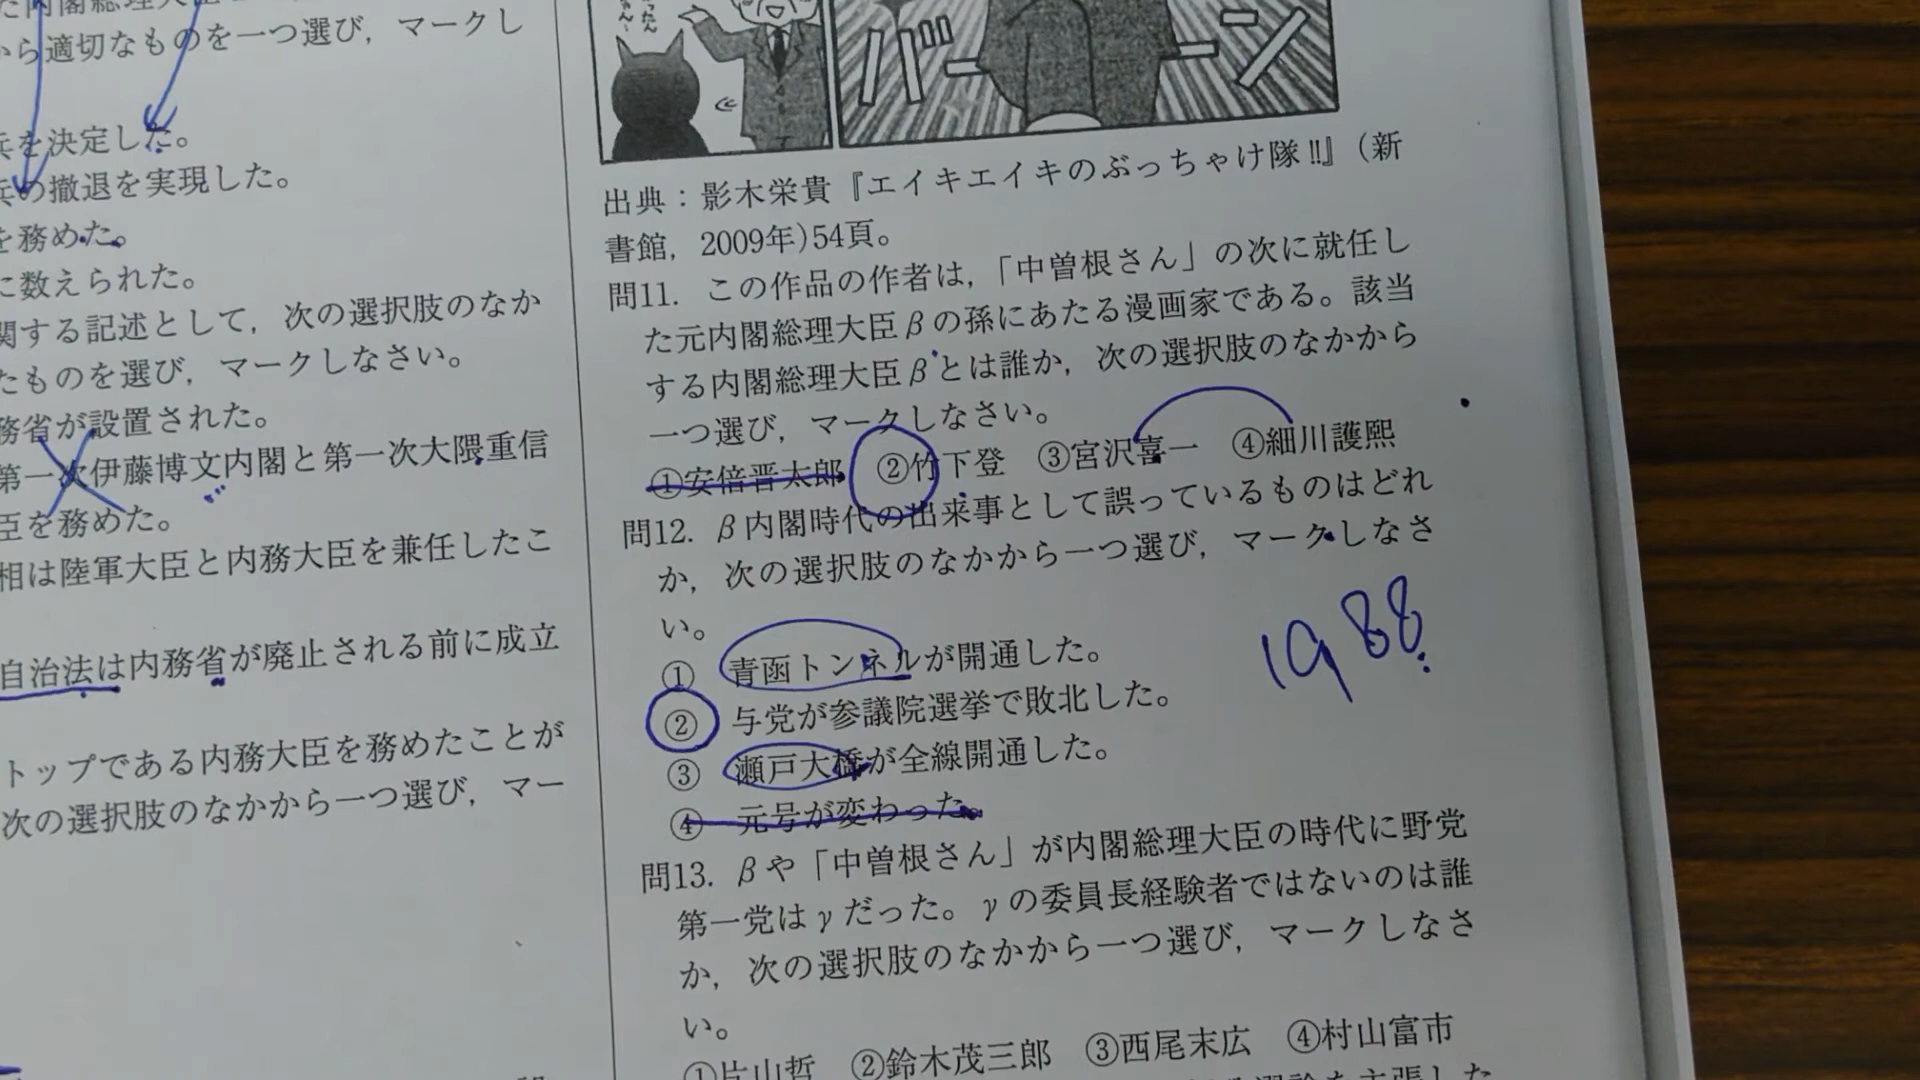 から適切なものを一つ選び，マークし
兵を決定した。
兵の撤退を実現した。
を務めた。
に数えられた。
関する記述として，次の選択肢のなか
たものを選び，マークしなさい。
務省が設置された。
第一次伊藤博文内閣と第一次大隈重信
臣を務めた。
相は陸軍大臣と内務大臣を兼任したこ
自治法は内務省が廃止される前に成立
トップである内務大臣を務めたことが
次の選択肢のなかから一つ選び，マー
バーーン
出典：影木栄貴『エイキエイキのぶっちゃけ隊‼』（新
書館，2009年)54頁。
問11. この作品の作者は，「中曽根さん」の次に就任し
た元内閣総理大臣βの孫にあたる漫画家である。該当
する内閣総理大臣βとは誰か，次の選択肢のなかから
一つ選び，マークしなさい。
①安倍晋太郎 ②竹下登 ③宮沢喜一 ④細川護熙
問12. β内閣時代の出来事として誤っているものはどれ
か，次の選択肢のなかから一つ選び，マークしなさ
い。
① 青函トンネルが開通した。
② 与党が参議院選挙で敗北した。
③ 瀬戸大橋が全線開通した。
④ 元号が変わった。
1988
問13. βや「中曽根さん」が内閣総理大臣の時代に野党
第一党はγだった。γの委員長経験者ではないのは誰
か，次の選択肢のなかから一つ選び，マークしなさ
い。
①片山哲 ②鈴木茂三郎 ③西尾末広 ④村山富市